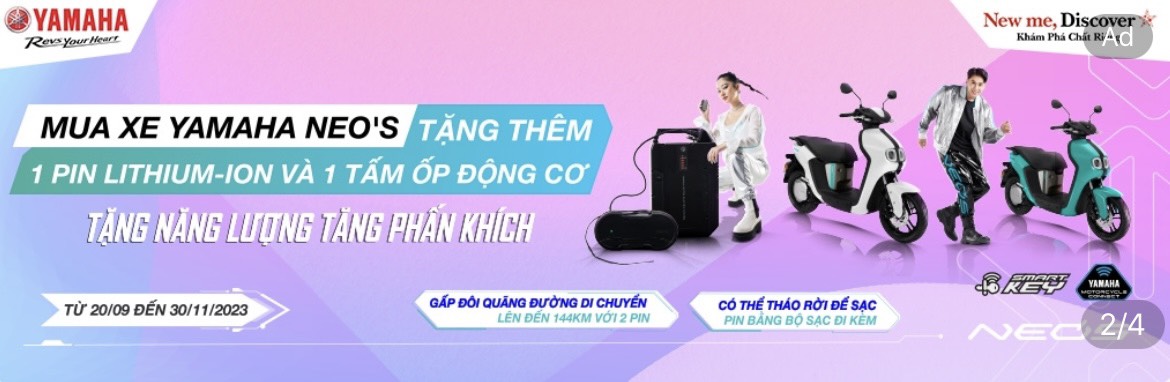 YAMAHA
Revs Your Heart
New me, Discover
Khám Phá Chất Riêng
Ad
MUA XE YAMAHA NEO'S TẶNG THÊM
1 PIN LITHIUM-ION VÀ 1 TẤM ỐP ĐỘNG CƠ
TẶNG NĂNG LƯỢNG TĂNG PHẤN KHÍCH
TỪ 20/09 ĐẾN 30/11/2023
GẤP ĐÔI QUÃNG ĐƯỜNG DI CHUYỂN
LÊN ĐẾN 144KM VỚI 2 PIN
CÓ THỂ THÁO RỜI ĐỂ SẠC
PIN BẰNG BỘ SẠC ĐI KÈM
SMART
KEY
YAMAHA
MOTORCYCLE
CONNECT
2/4